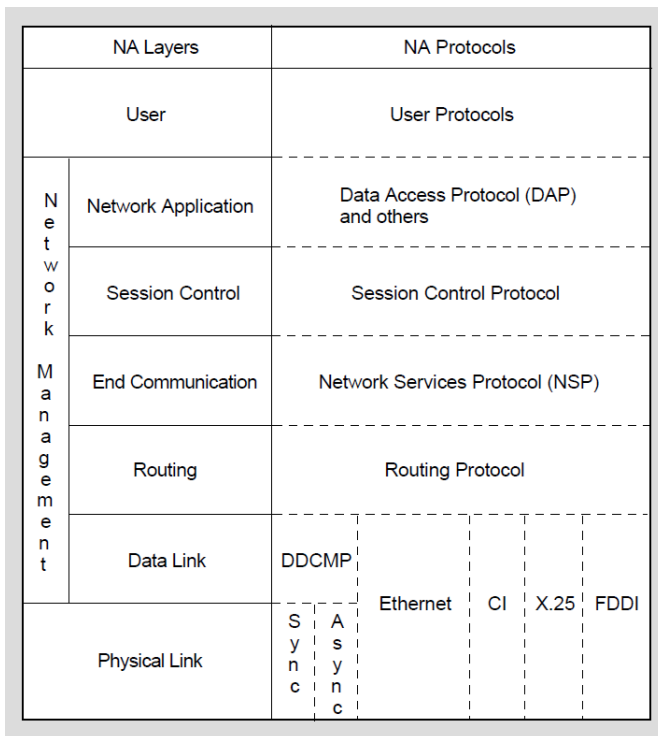 NA Layers
NA Protocols
User
User Protocols
Network Management
Network Application
Data Access Protocol (DAP)
and others
Session Control
Session Control Protocol
End Communication
Network Services Protocol (NSP)
Routing
Routing Protocol
Data Link
DDCMP
Ethernet
CI
X.25
FDDI
Physical Link
Sync
Async